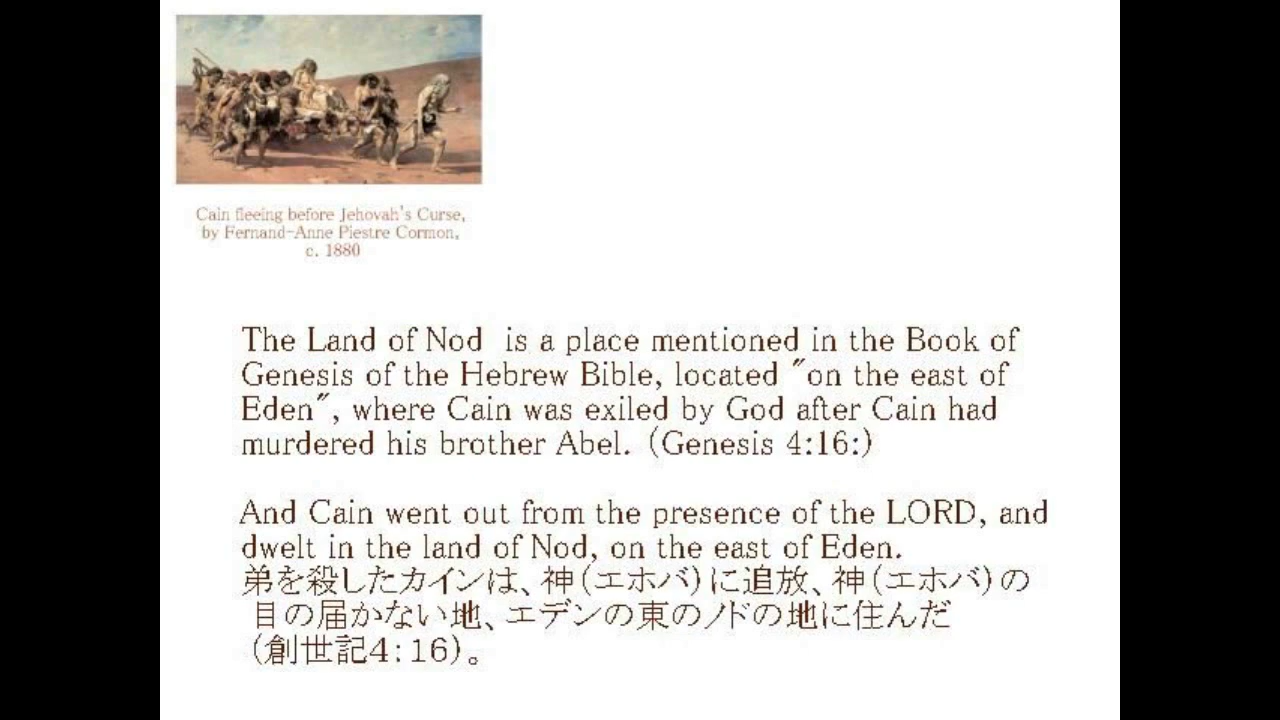 Cain fleeing before Jehovah's Curse,
by Fernand-Anne Piestre Cormon,
c. 1880
The Land of Nod is a place mentioned in the Book of
Genesis of the Hebrew Bible, located "on the east of
Eden", where Cain was exiled by God after Cain had
murdered his brother Abel. (Genesis 4:16:)
And Cain went out from the presence of the LORD, and
dwelt in the land of Nod, on the east of Eden.
弟を殺したカインは、神(エホバ)に追放、神(エホバ)の
目の届かない地、エデンの東のノドの地に住んだ
(創世記4:16)。